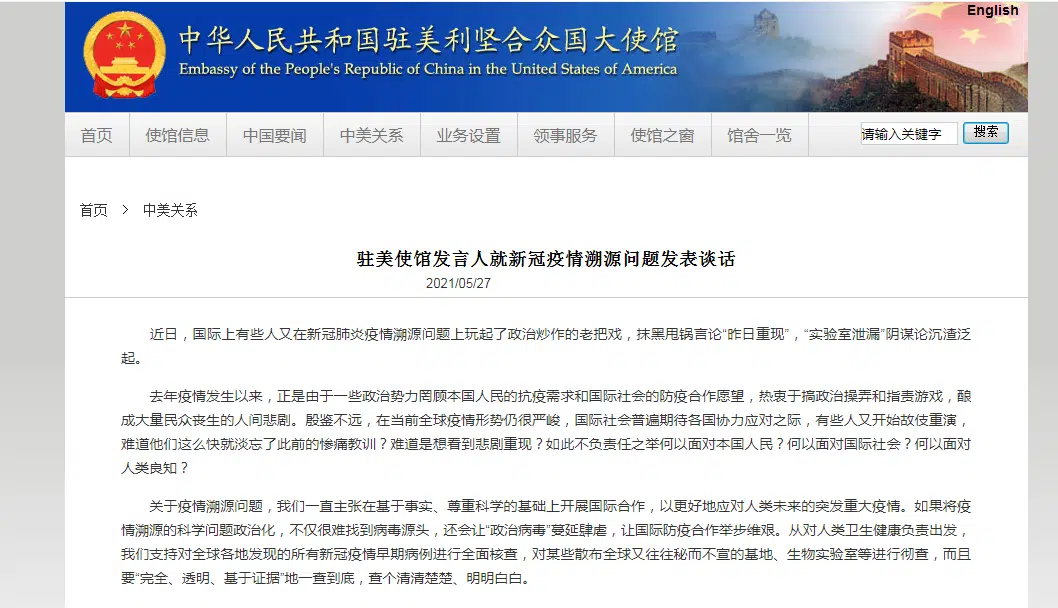 English
中华人民共和国驻美利坚合众国大使馆
Embassy of the People's Republic of China in the United States of America
首页 使馆信息 中国要闻 中美关系 业务设置 领事服务 使馆之窗 馆舍一览 请输入关键字 搜索
首页 > 中美关系
驻美使馆发言人就新冠疫情溯源问题发表谈话
2021/05/27
近日，国际上有些人又在新冠肺炎疫情溯源问题上玩起了政治炒作的老把戏，抹黑甩锅言论“昨日重现”，“实验室泄漏”阴谋论沉渣泛
起。
去年疫情发生以来，正是由于一些政治势力罔顾本国人民的抗疫需求和国际社会的防疫合作愿望，热衷于搞政治操弄和指责游戏，酿
成大量民众丧生的人间悲剧。殷鉴不远，在当前全球疫情形势仍很严峻，国际社会普遍期待各国协力应对之际，有些人又开始故伎重演，
难道他们这么快就淡忘了此前的惨痛教训？难道是想看到悲剧重现？如此不负责任之举何以面对本国人民？何以面对国际社会？何以面对
人类良知？
关于疫情溯源问题，我们一直主张在基于事实、尊重科学的基础上开展国际合作，以更好地应对人类未来的突发重大疫情。如果将疫
情溯源的科学问题政治化，不仅很难找到病毒源头，还会让“政治病毒”蔓延肆虐，让国际防疫合作举步维艰。从对人类卫生健康负责出发，
我们支持对全球各地发现的所有新冠疫情早期病例进行全面核查，对某些散布全球又往往秘而不宣的基地、生物实验室等进行彻查，而且
要“完全、透明、基于证据”地一查到底，查个清清楚楚、明明白白。